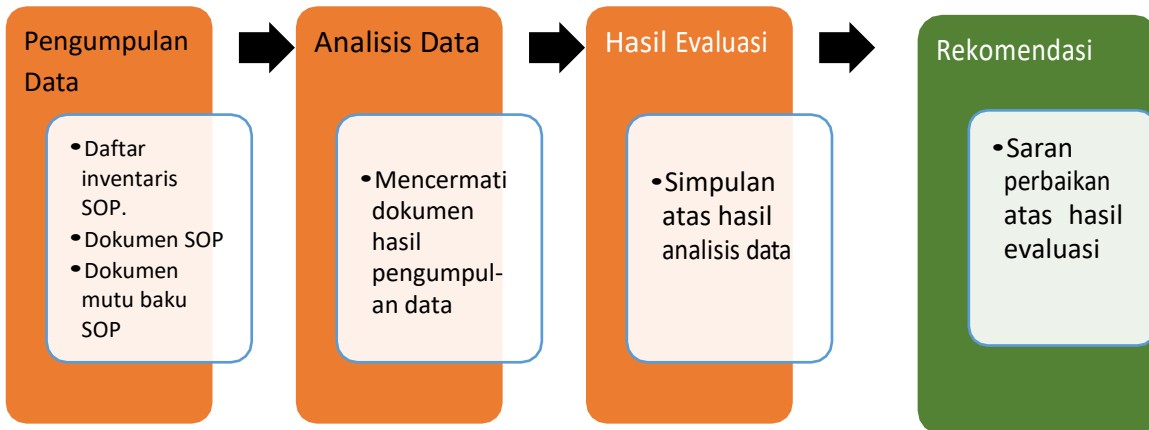 Pengumpulan
Data
• Daftar
inventaris
SOP.
• Dokumen SOP
• Dokumen
mutu baku
SOP
Analisis Data
• Mencermati
dokumen
hasil
pengumpul-
an data
Hasil Evaluasi
• Simpulan
atas hasil
analisis data
Rekomendasi
• Saran
perbaikan
atas hasil
evaluasi